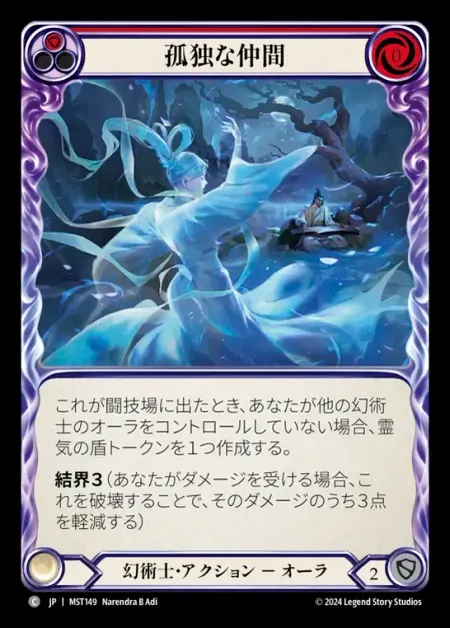 孤独な仲間
0
これが闘技場に出たとき、あなたが他の幻術
士のオーラをコントロールしていない場合、霊
気の盾トークンを1つ作成する。
結界3（あなたがダメージを受ける場合、こ
れを破壊することで、そのダメージのうち3点
を軽減する）
幻術士・アクション － オーラ
2
C JP | MST149 Narendra B Adi
© 2024 Legend Story Studios